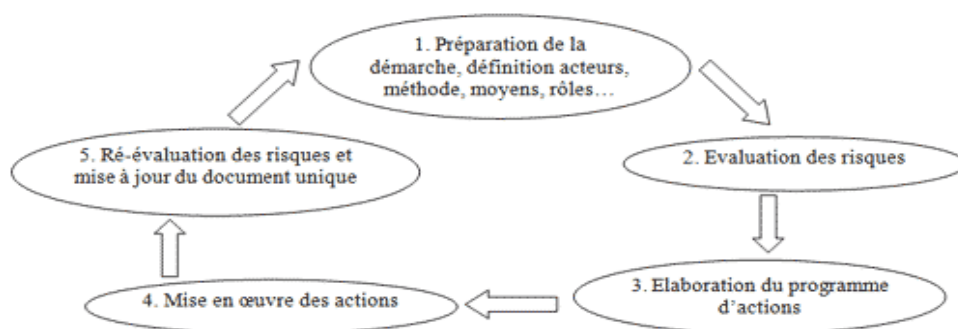 1. Préparation de la
démarche, définition acteurs,
méthode, moyens, rôles…
2. Evaluation des risques
3. Elaboration du programme
d’actions
4. Mise en œuvre des actions
5. Ré-évaluation des risques et
mise à jour du document unique